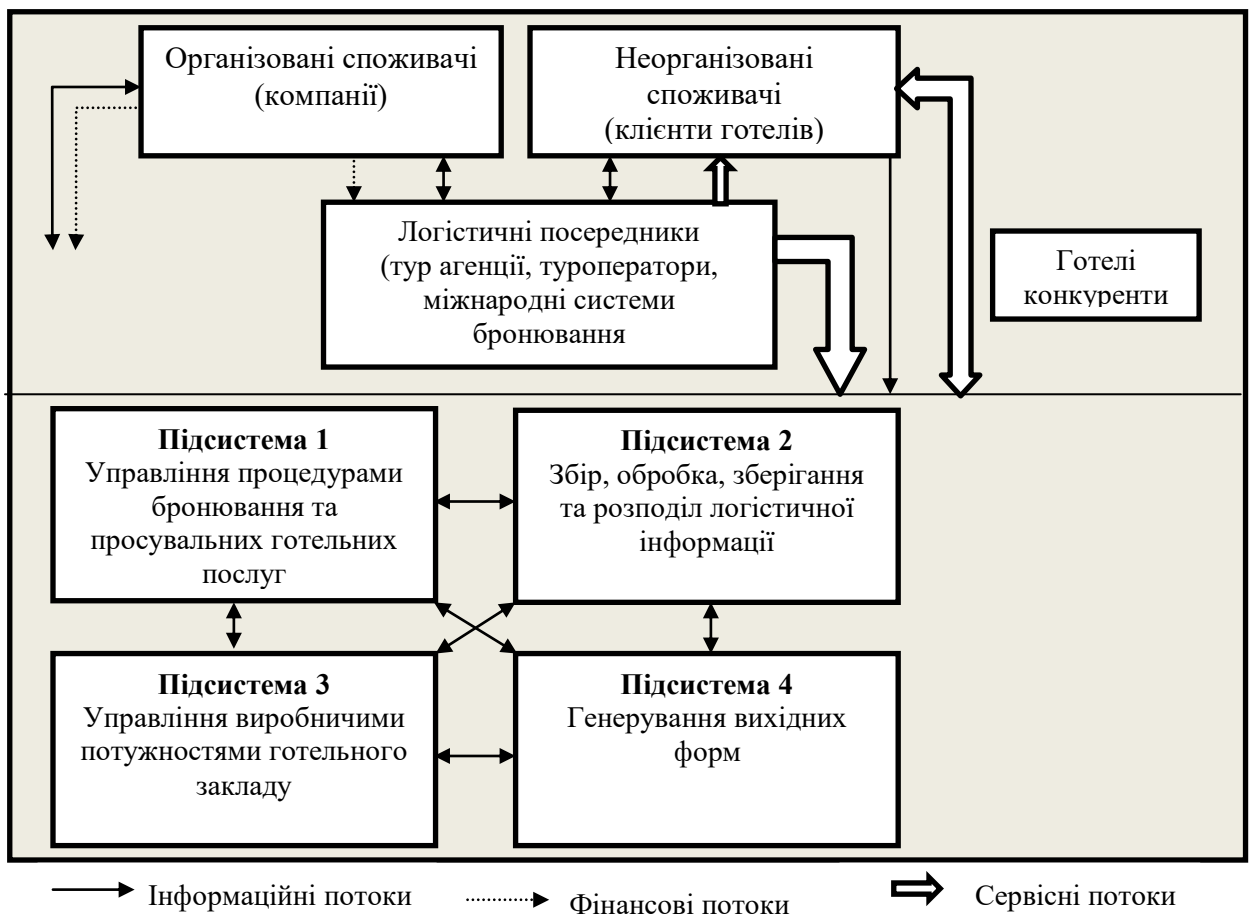 Організовані споживачі
(компанії)
Неорганізовані
споживачі
(клієнти готелів)
Логістичні посередники
(тур агенції, туроператори,
міжнародні системи
бронювання
Готелі
конкуренти
Підсистема 1
Управління процедурами
бронювання та
просувальних готельних
послуг
Підсистема 2
Збір, обробка, зберігання
та розподіл логістичної
інформації
Підсистема 3
Управління виробничими
потужностями готельного
закладу
Підсистема 4
Генерування вихідних
форм
Інформаційні потоки
Фінансові потоки
Сервісні потоки